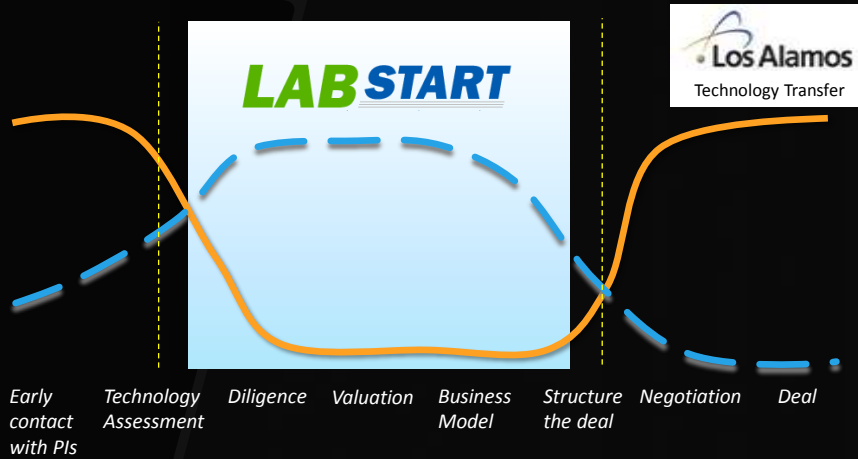 LAB START
Los Alamos
Technology Transfer
Early
contact
with PIs
Technology
Assessment
Diligence
Valuation
Business
Model
Structure
the deal
Negotiation
Deal